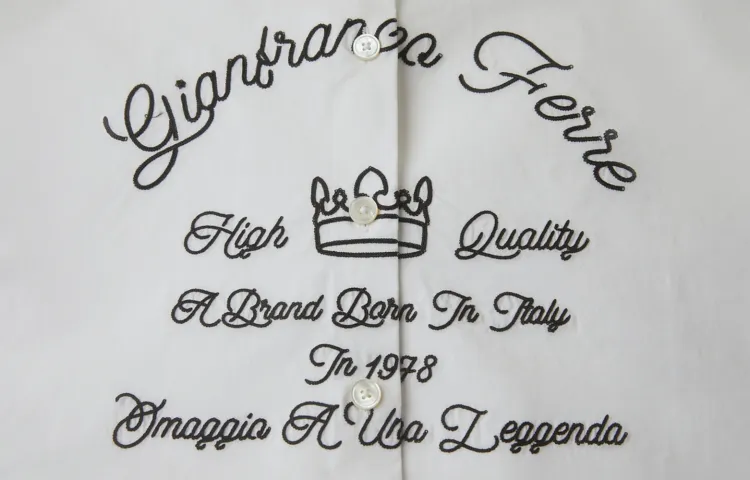 Gianfranco Ferre
High Quality
A Brand Born In Italy
In 1978
Omaggio A Una Leggenda